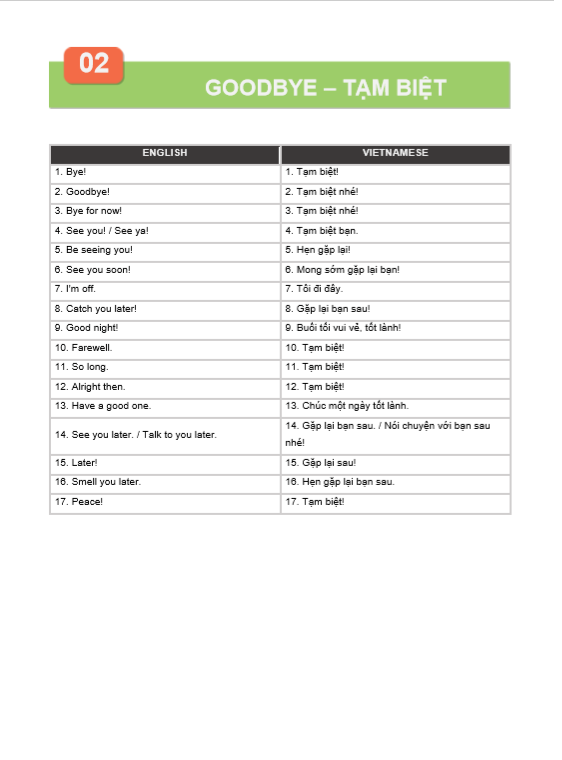 02
GOODBYE – TẠM BIỆT
ENGLISH VIETNAMESE
1. Bye! 1. Tạm biệt!
2. Goodbye! 2. Tạm biệt nhé!
3. Bye for now! 3. Tạm biệt nhé!
4. See you! / See ya! 4. Tạm biệt bạn.
5. Be seeing you! 5. Hẹn gặp lại!
6. See you soon! 6. Mong sớm gặp lại bạn!
7. I'm off. 7. Tôi đi đây.
8. Catch you later! 8. Gặp lại bạn sau!
9. Good night! 9. Buổi tối vui vẻ, tốt lành!
10. Farewell. 10. Tạm biệt!
11. So long. 11. Tạm biệt!
12. Alright then. 12. Tạm biệt!
13. Have a good one. 13. Chúc một ngày tốt lành.
14. See you later. / Talk to you later. 14. Gặp lại bạn sau. / Nói chuyện với bạn sau
nhé!
15. Later! 15. Gặp lại sau!
16. Smell you later. 16. Hẹn gặp lại bạn sau.
17. Peace! 17. Tạm biệt!